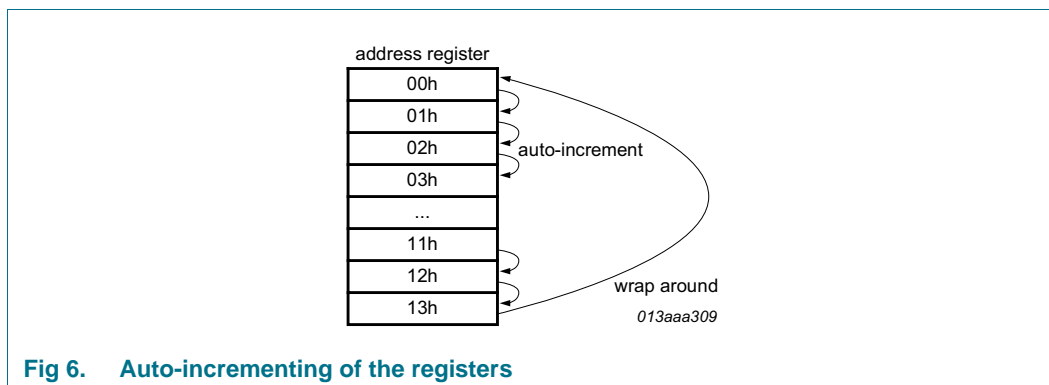 address register
00h
01h
02h
auto-increment
03h
...
11h
12h
wrap around
13h
013aaa309
Fig 6. Auto-incrementing of the registers